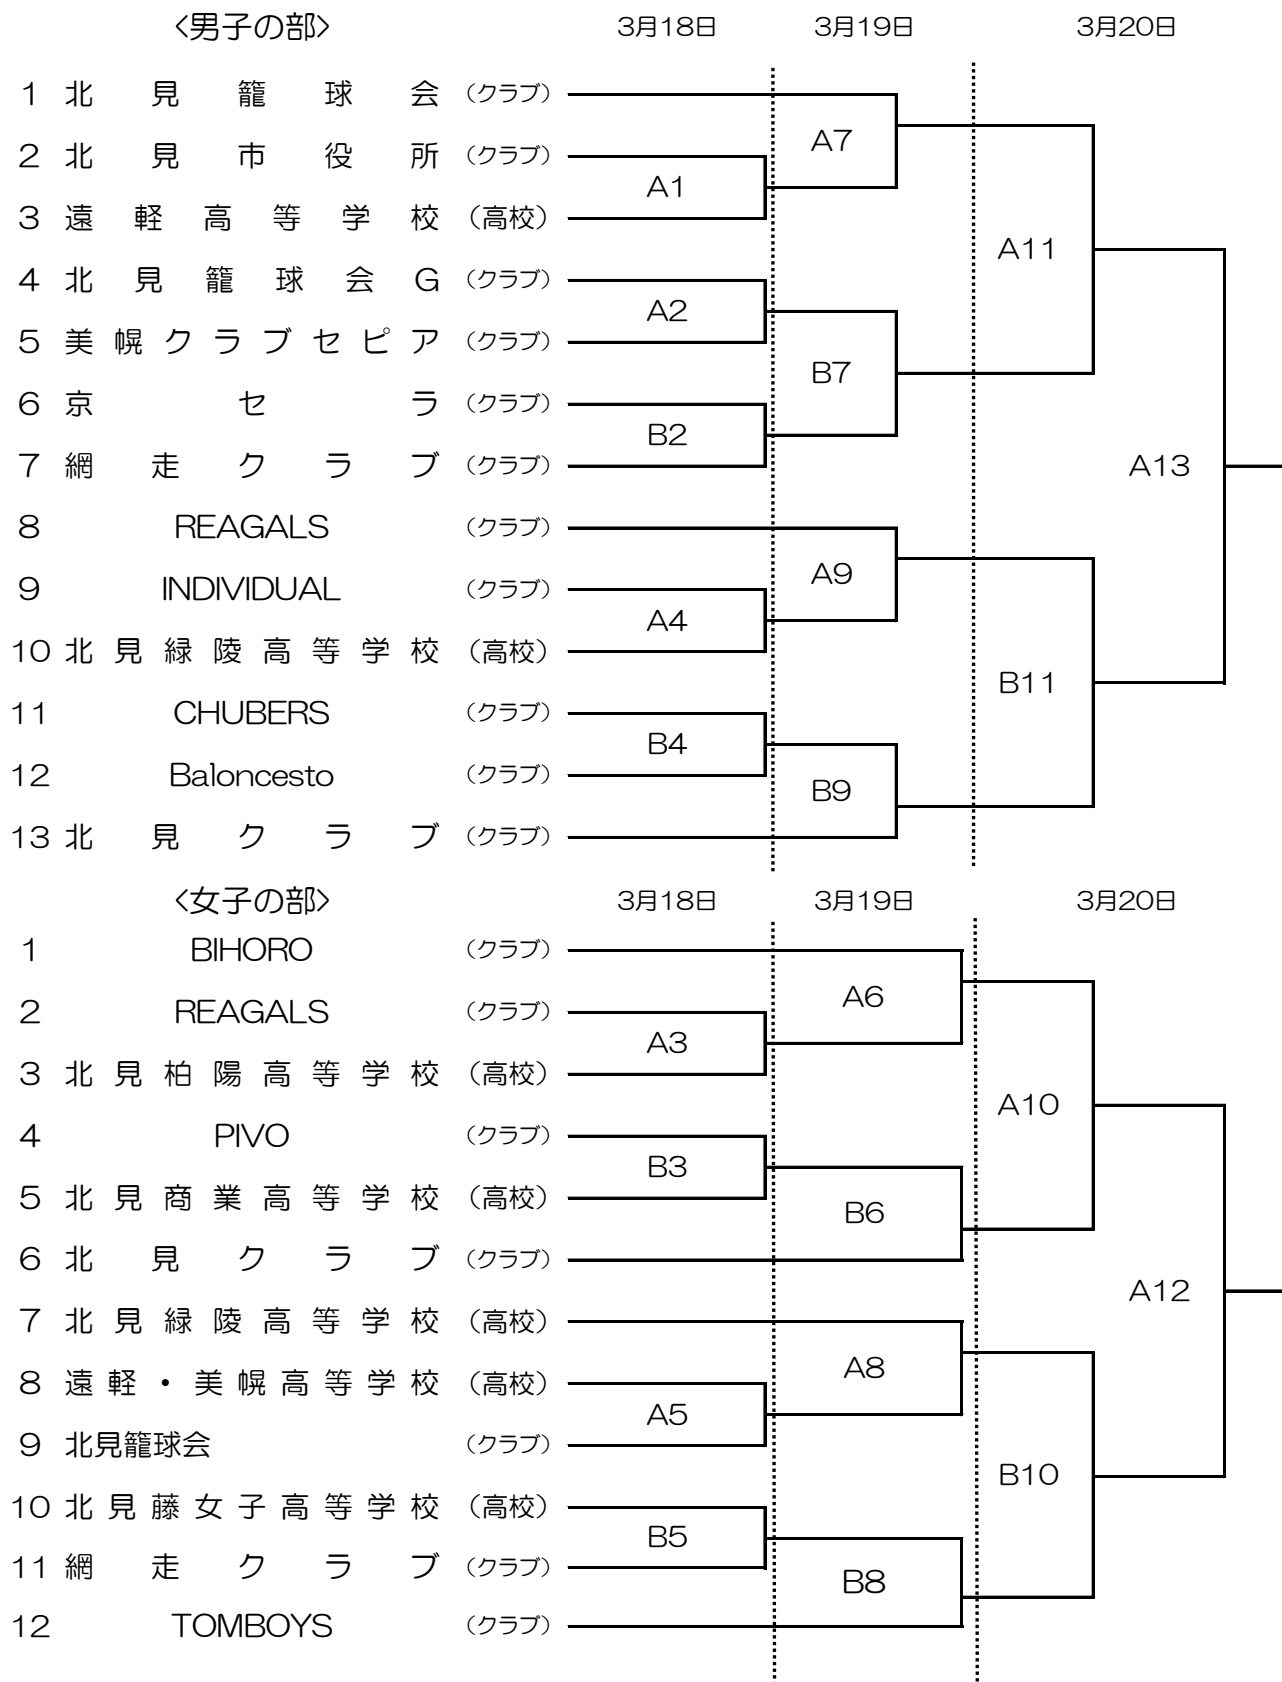 <男子の部> 3月18日 3月19日 3月20日
1 北見籠球会 (クラブ)
A7
2 北見市役所 (クラブ)
A1
3 遠軽高等学校 (高校)
A11
4 北見籠球会G (クラブ)
A2
5 美幌クラブセピア (クラブ)
B7
6 京セラ (クラブ)
B2
7 網走クラブ (クラブ)
A13
8 REAGALS (クラブ)
A9
9 INDIVIDUAL (クラブ)
A4
10 北見緑陵高等学校 (高校)
B11
11 CHUBERS (クラブ)
B4
12 Baloncesto (クラブ)
B9
13 北見クラブ (クラブ)
<女子の部> 3月18日 3月19日 3月20日
1 BIHORO (クラブ)
A6
2 REAGALS (クラブ)
A3
3 北見柏陽高等学校 (高校)
A10
4 PIVO (クラブ)
B3
5 北見商業高等学校 (高校)
B6
6 北見クラブ (クラブ)
A12
7 北見緑陵高等学校 (高校)
A8
8 遠軽・美幌高等学校 (高校)
A5
9 北見籠球会 (クラブ)
B10
10 北見藤女子高等学校 (高校)
B5
11 網走クラブ (クラブ)
B8
12 TOMBOYS (クラブ)